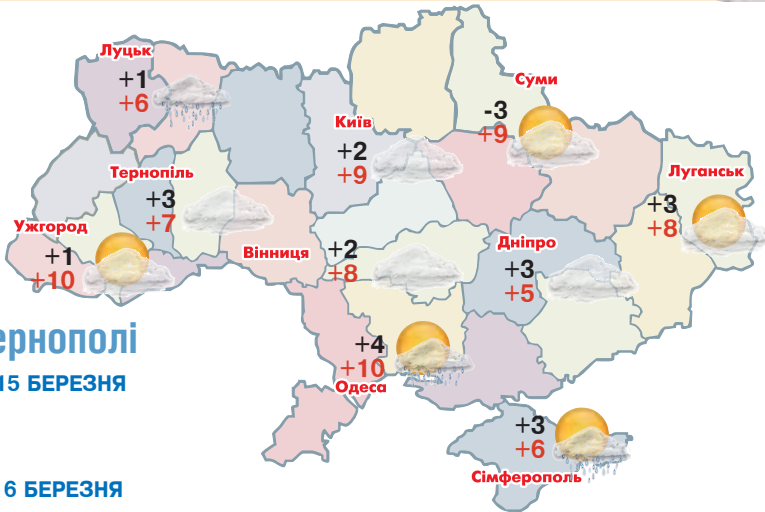 Луцьк
+1
+6
Суми
-3
+9
Київ
+2
+9
Тернопіль
+3
+7
Луганськ
+3
+8
Ужгород
+1
+10
Вінниця
+2
+8
Дніпро
+3
+5
+4
+10
Одеса
+3
+6
Сімферополь
ернополі
15 БЕРЕЗНЯ
6 БЕРЕЗНЯ